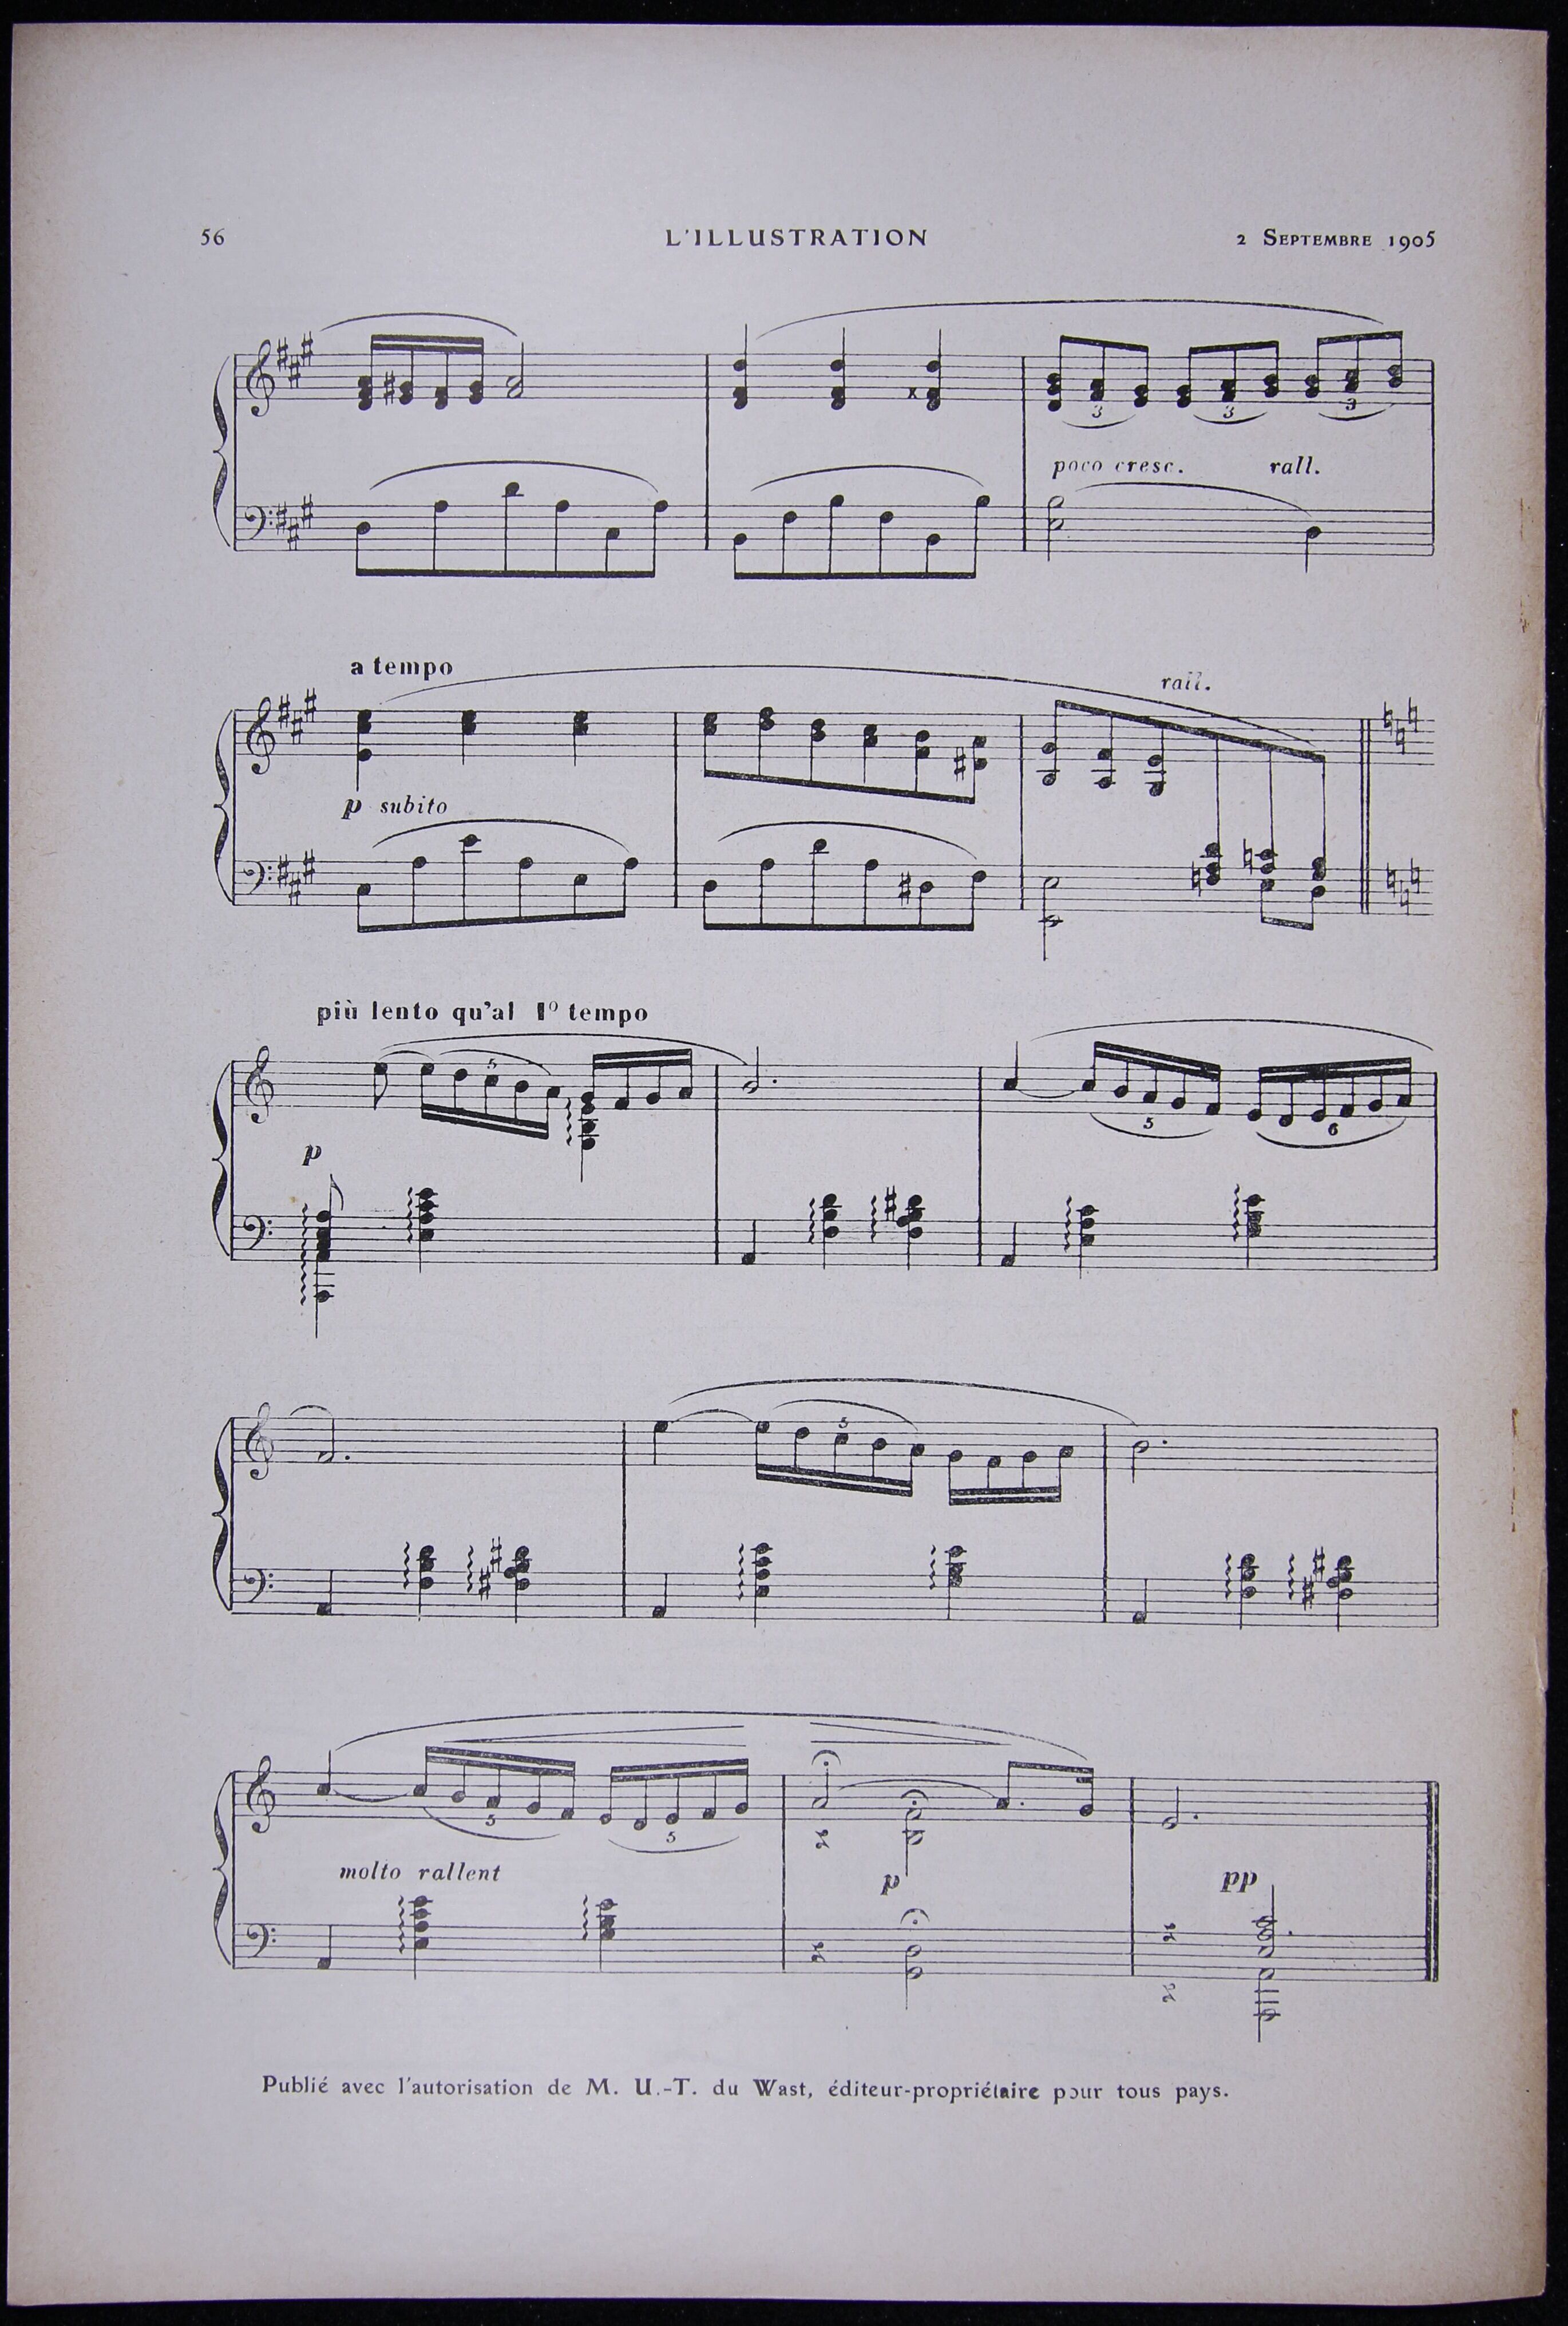 56 L'ILLUSTRATION 2 SEPTEMBRE 1905
3 3 3
poco cresc. rall.
a tempo
rall.
p subito
più lento qu'al 1º tempo
5
p
5 6
5
5 5
molto rallent
p pp
Publié avec l'autorisation de M. U.-T. du Wast, éditeur-propriétaire pour tous pays.